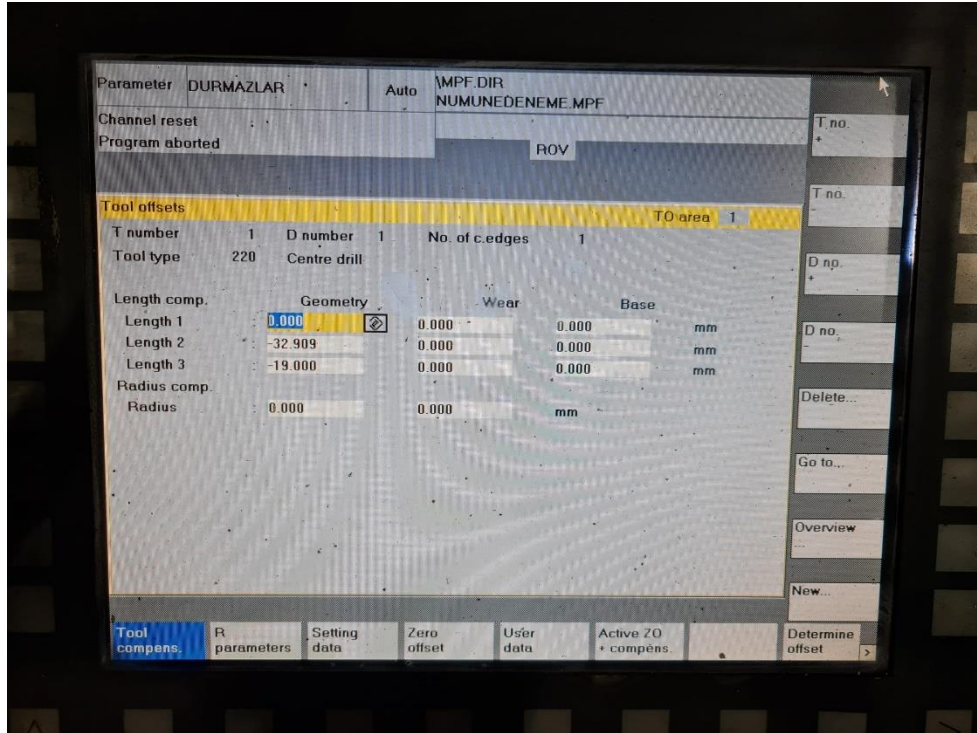 Parameter DURMAZLAR Auto \MPF.DIR
NUMUNEDENEME.MPF
Channel reset
Program aborted
ROV
Tool offsets TO area 1
T number 1 D number 1 No. of c.edges 1
Tool type 220 Centre drill
Length comp. Geometry Wear Base
Length 1 : 0.000 0.000 0.000 mm
Length 2 : -32.909 0.000 0.000 mm
Length 3 : -19.000 0.000 0.000 mm
Radius comp.
Radius : 0.000 0.000 mm
T no.
+
T no.
-
D no.
+
D no.
-
Delete...
Go to...
Overview
...
New...
Tool
compens.
R
parameters
Setting
data
Zero
offset
User
data
Active ZO
+ compens.
Determine
offset >